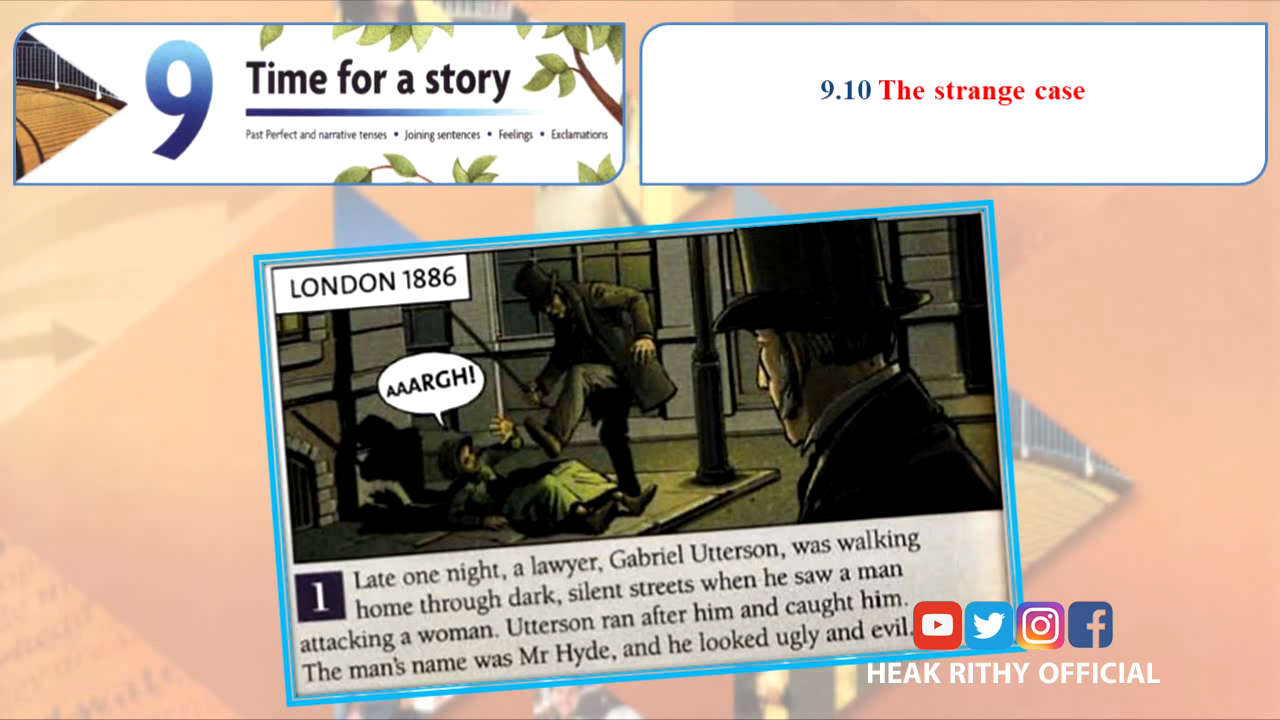 9
Time for a story
Past Perfect and narrative tenses • Joining sentences • Feelings • Exclamations
9.10 The strange case
LONDON 1886
AAARGH!
1 Late one night, a lawyer, Gabriel Utterson, was walking
home through dark, silent streets when he saw a man
attacking a woman. Utterson ran after him and caught him.
The man's name was Mr Hyde, and he looked ugly and evil.
HEAK RITHY OFFICIAL